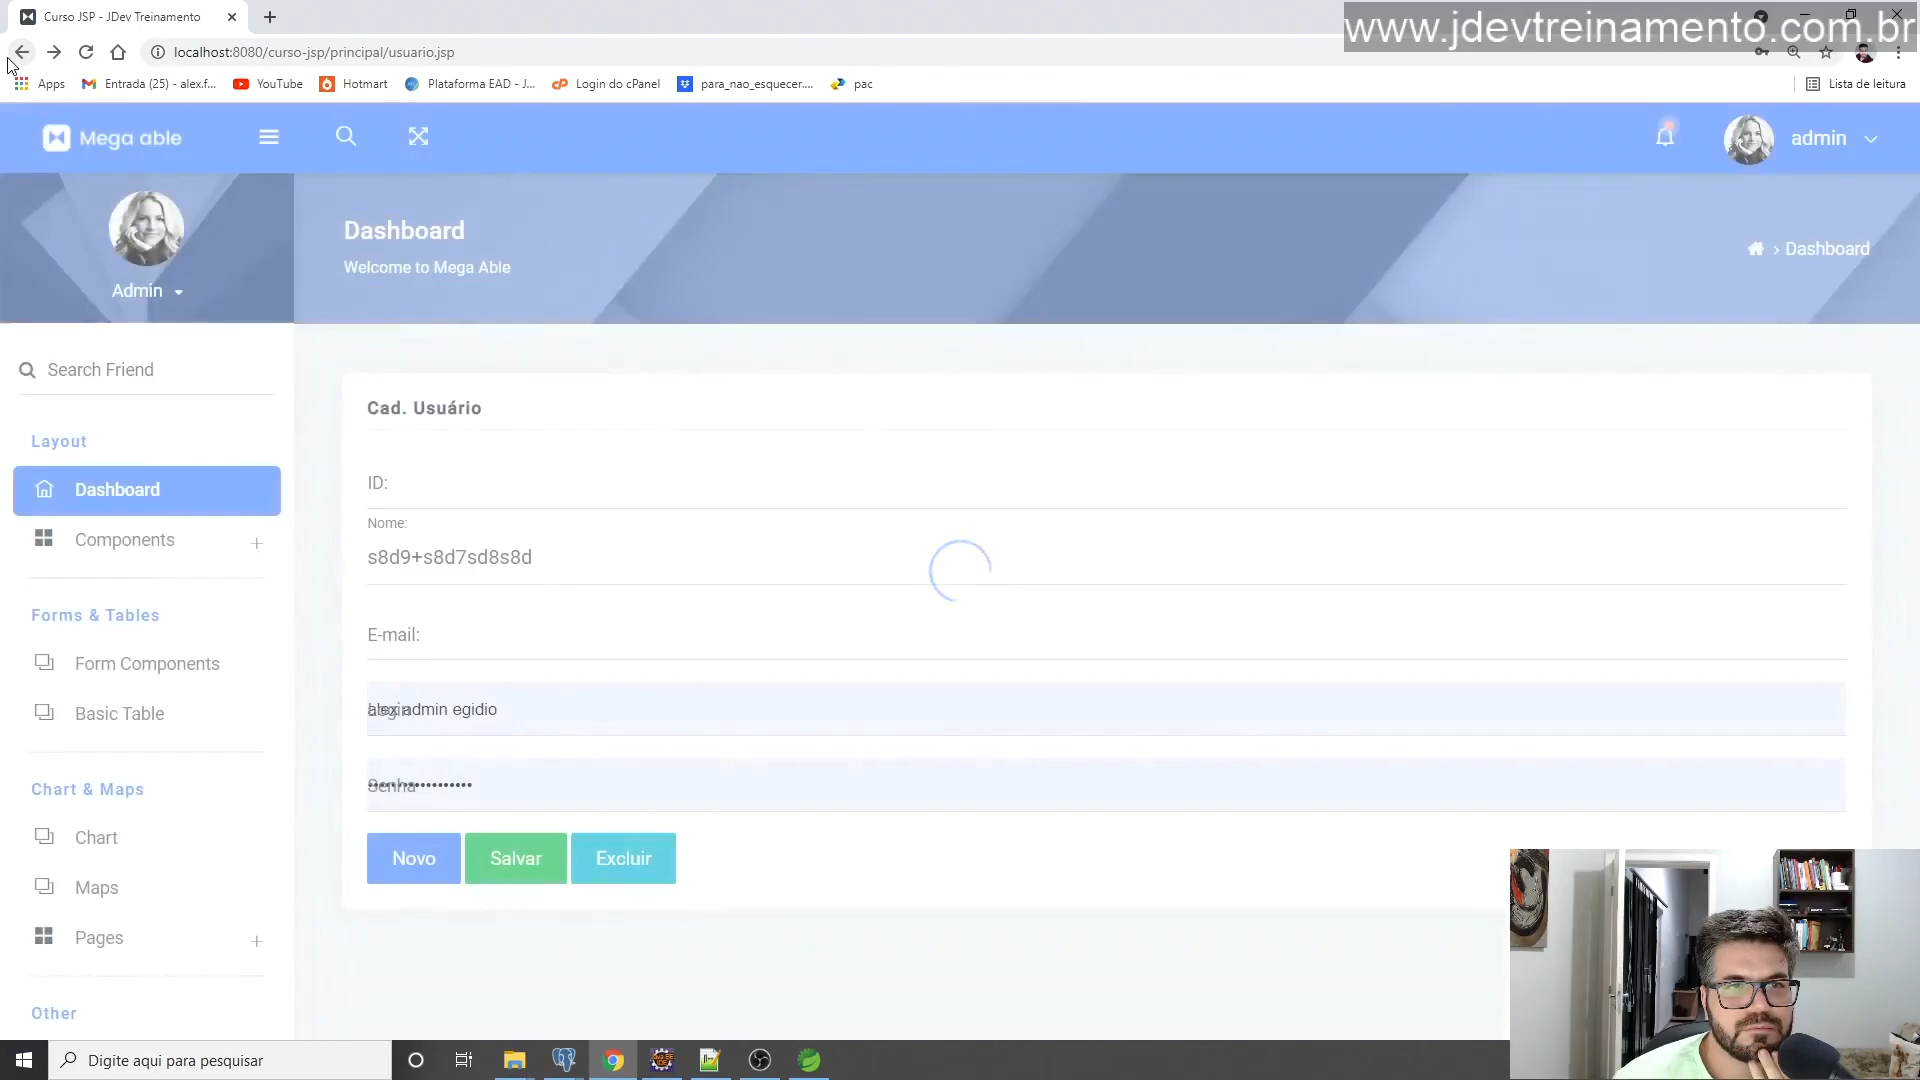 Curso JSP - JDev Treinamento
www.jdevtreinamento.com.br
localhost:8080/curso-jsp/principal/usuario.jsp
Apps
Entrada (25) - alex.f...
YouTube
Hotmart
Plataforma EAD - J...
Login do cPanel
para_nao_esquecer....
pac
Lista de leitura
Mega able
admin
Dashboard
Welcome to Mega Able
› Dashboard
Admin
Search Friend
Layout
Dashboard
Components
Forms & Tables
Form Components
Basic Table
Chart & Maps
Chart
Maps
Pages
Other
Cad. Usuário
ID:
Nome:
s8d9+s8d7sd8s8d
E-mail:
Login
alex admin egidio
Senha
Novo
Salvar
Excluir
Digite aqui para pesquisar